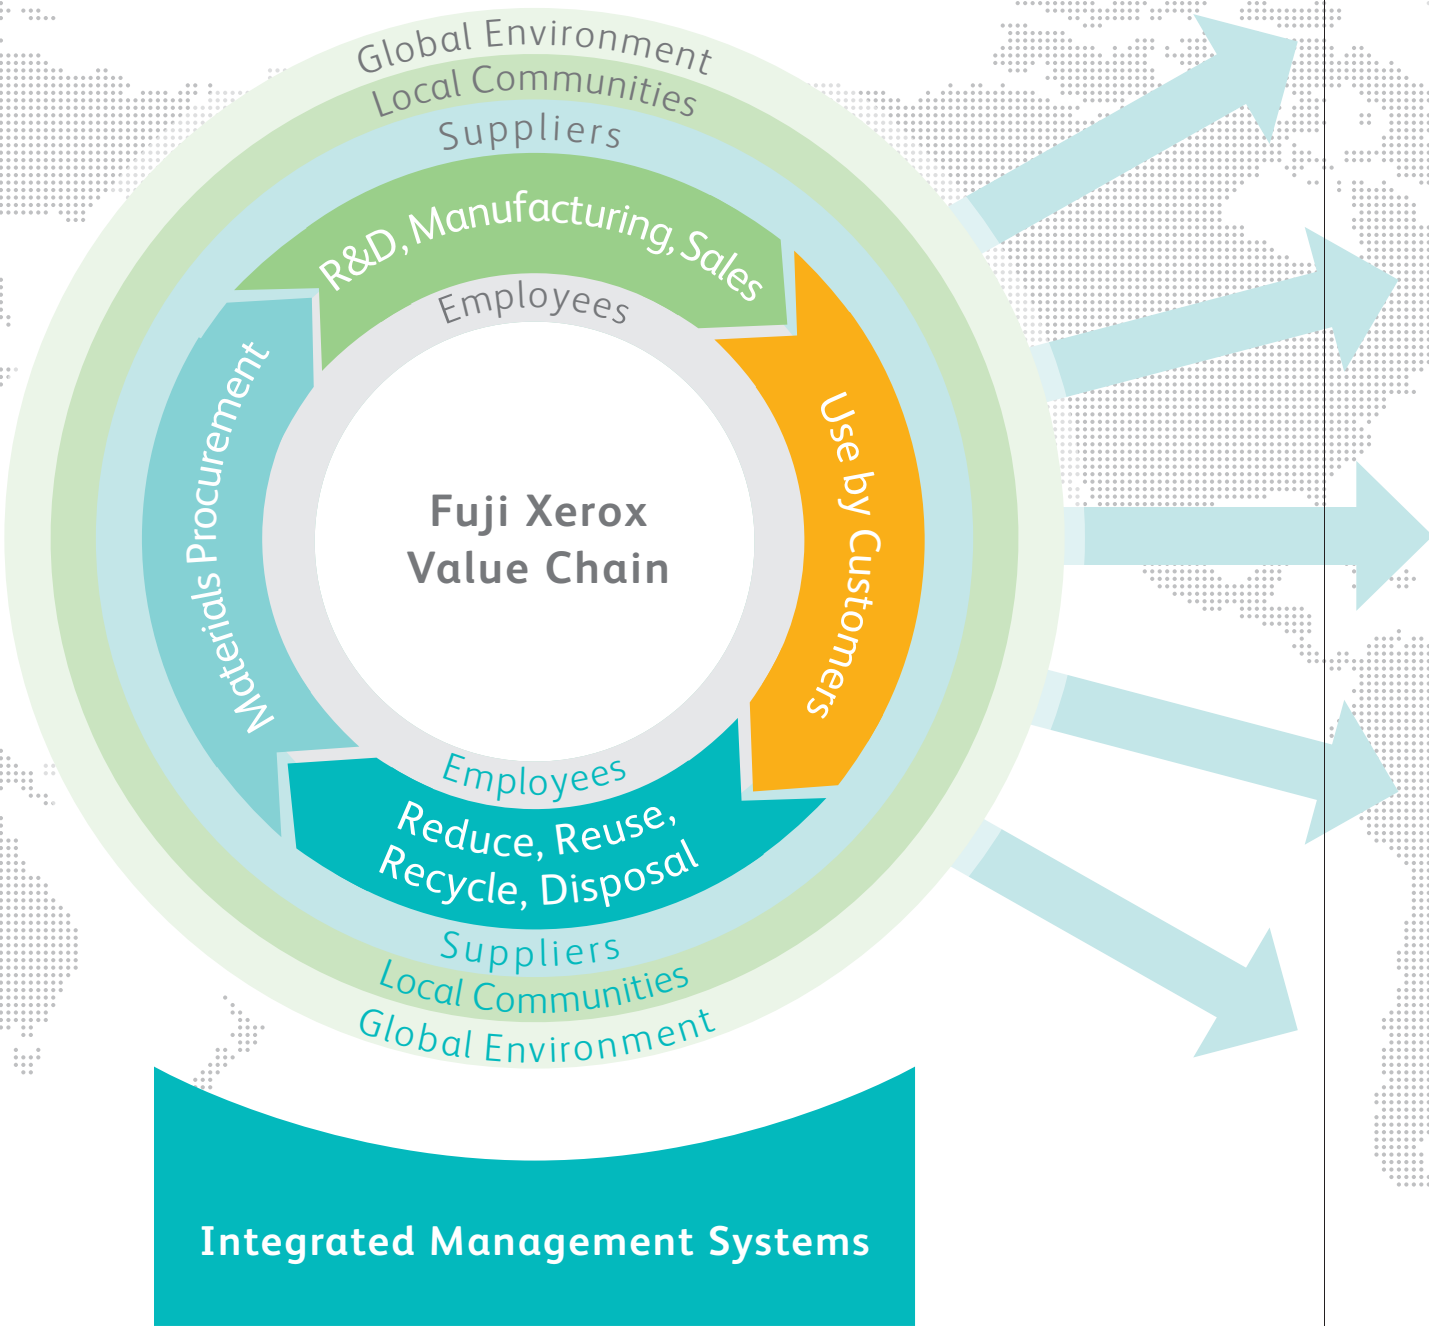 Global Environment
Local Communities
Suppliers
R&D, Manufacturing, Sales
Employees
Materials Procurement
Use by Customers
Fuji Xerox
Value Chain
Employees
Reduce, Reuse,
Recycle, Disposal
Suppliers
Local Communities
Global Environment
Integrated Management Systems